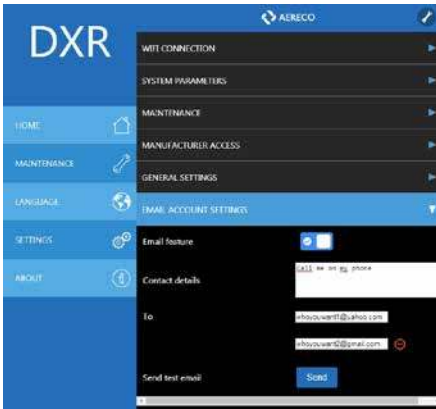 DXR
AERECO
HOME
MAINTENANCE
LANGUAGE
SETTINGS
ABOUT
WIFI CONNECTION
SYSTEM PARAMETERS
MAINTENANCE
MANUFACTURER ACCESS
GENERAL SETTINGS
EMAIL ACCOUNT SETTINGS
Email feature
Contact details
Call me on my phone
To
whoyouwant1@yahoo.com
whoyouwant2@gmail.com
Send test email
Send